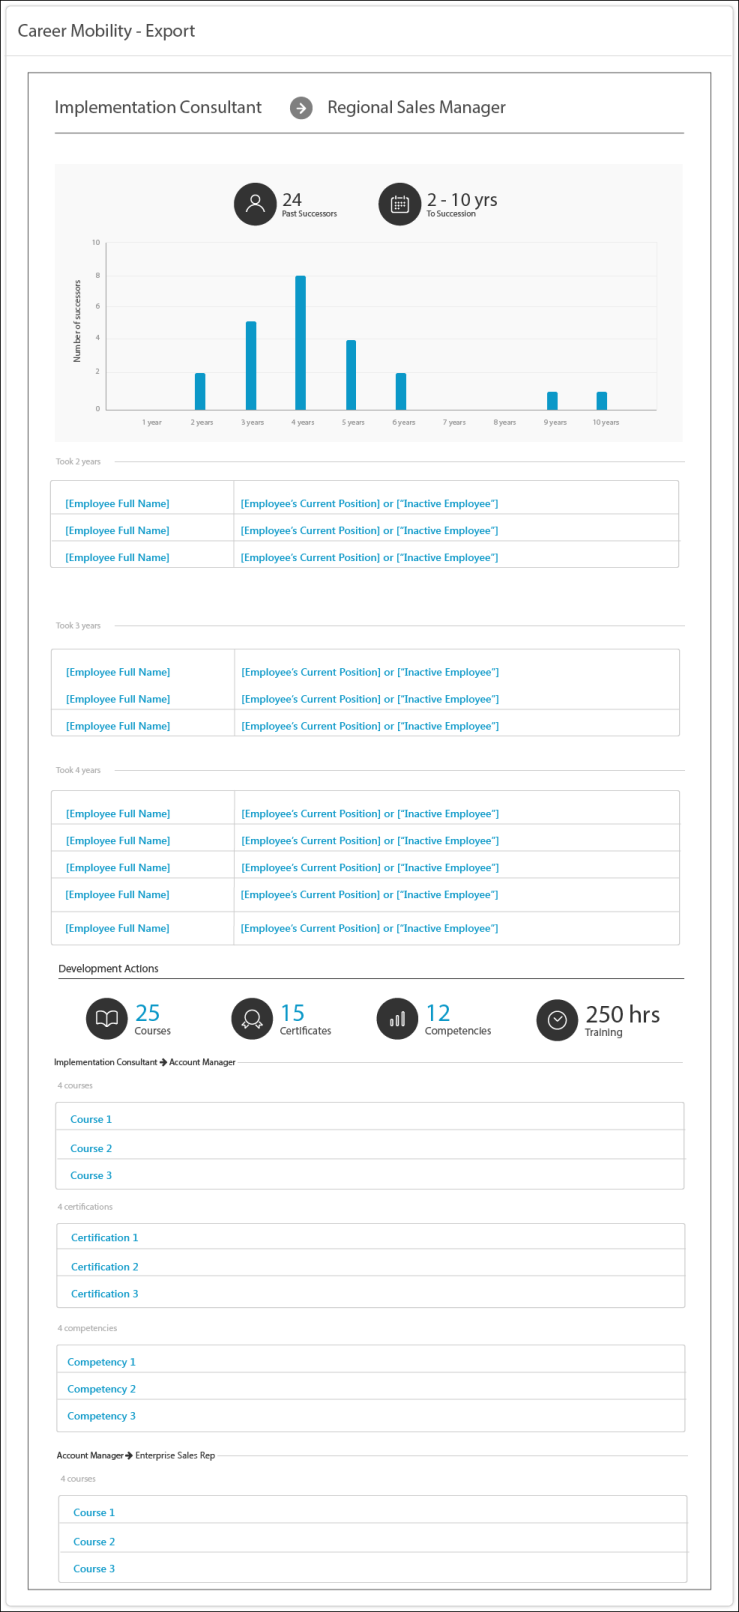 Career Mobility - Export
Implementation Consultant Regional Sales Manager
24
Past Successors
2 - 10 yrs
To Succession
Number of successors
10
8
6
4
2
0
1 year 2 years 3 years 4 years 5 years 6 years 7 years 8 years 9 years 10 years
Took 2 years
[Employee Full Name] [Employee's Current Position] or ["Inactive Employee"]
[Employee Full Name] [Employee's Current Position] or ["Inactive Employee"]
[Employee Full Name] [Employee's Current Position] or ["Inactive Employee"]
Took 3 years
[Employee Full Name] [Employee's Current Position] or ["Inactive Employee"]
[Employee Full Name] [Employee's Current Position] or ["Inactive Employee"]
[Employee Full Name] [Employee's Current Position] or ["Inactive Employee"]
Took 4 years
[Employee Full Name] [Employee's Current Position] or ["Inactive Employee"]
[Employee Full Name] [Employee's Current Position] or ["Inactive Employee"]
[Employee Full Name] [Employee's Current Position] or ["Inactive Employee"]
[Employee Full Name] [Employee's Current Position] or ["Inactive Employee"]
[Employee Full Name] [Employee's Current Position] or ["Inactive Employee"]
Development Actions
25
Courses
15
Certificates
12
Competencies
250 hrs
Training
Implementation Consultant → Account Manager
4 courses
Course 1
Course 2
Course 3
4 certifications
Certification 1
Certification 2
Certification 3
4 competencies
Competency 1
Competency 2
Competency 3
Account Manager → Enterprise Sales Rep
4 courses
Course 1
Course 2
Course 3